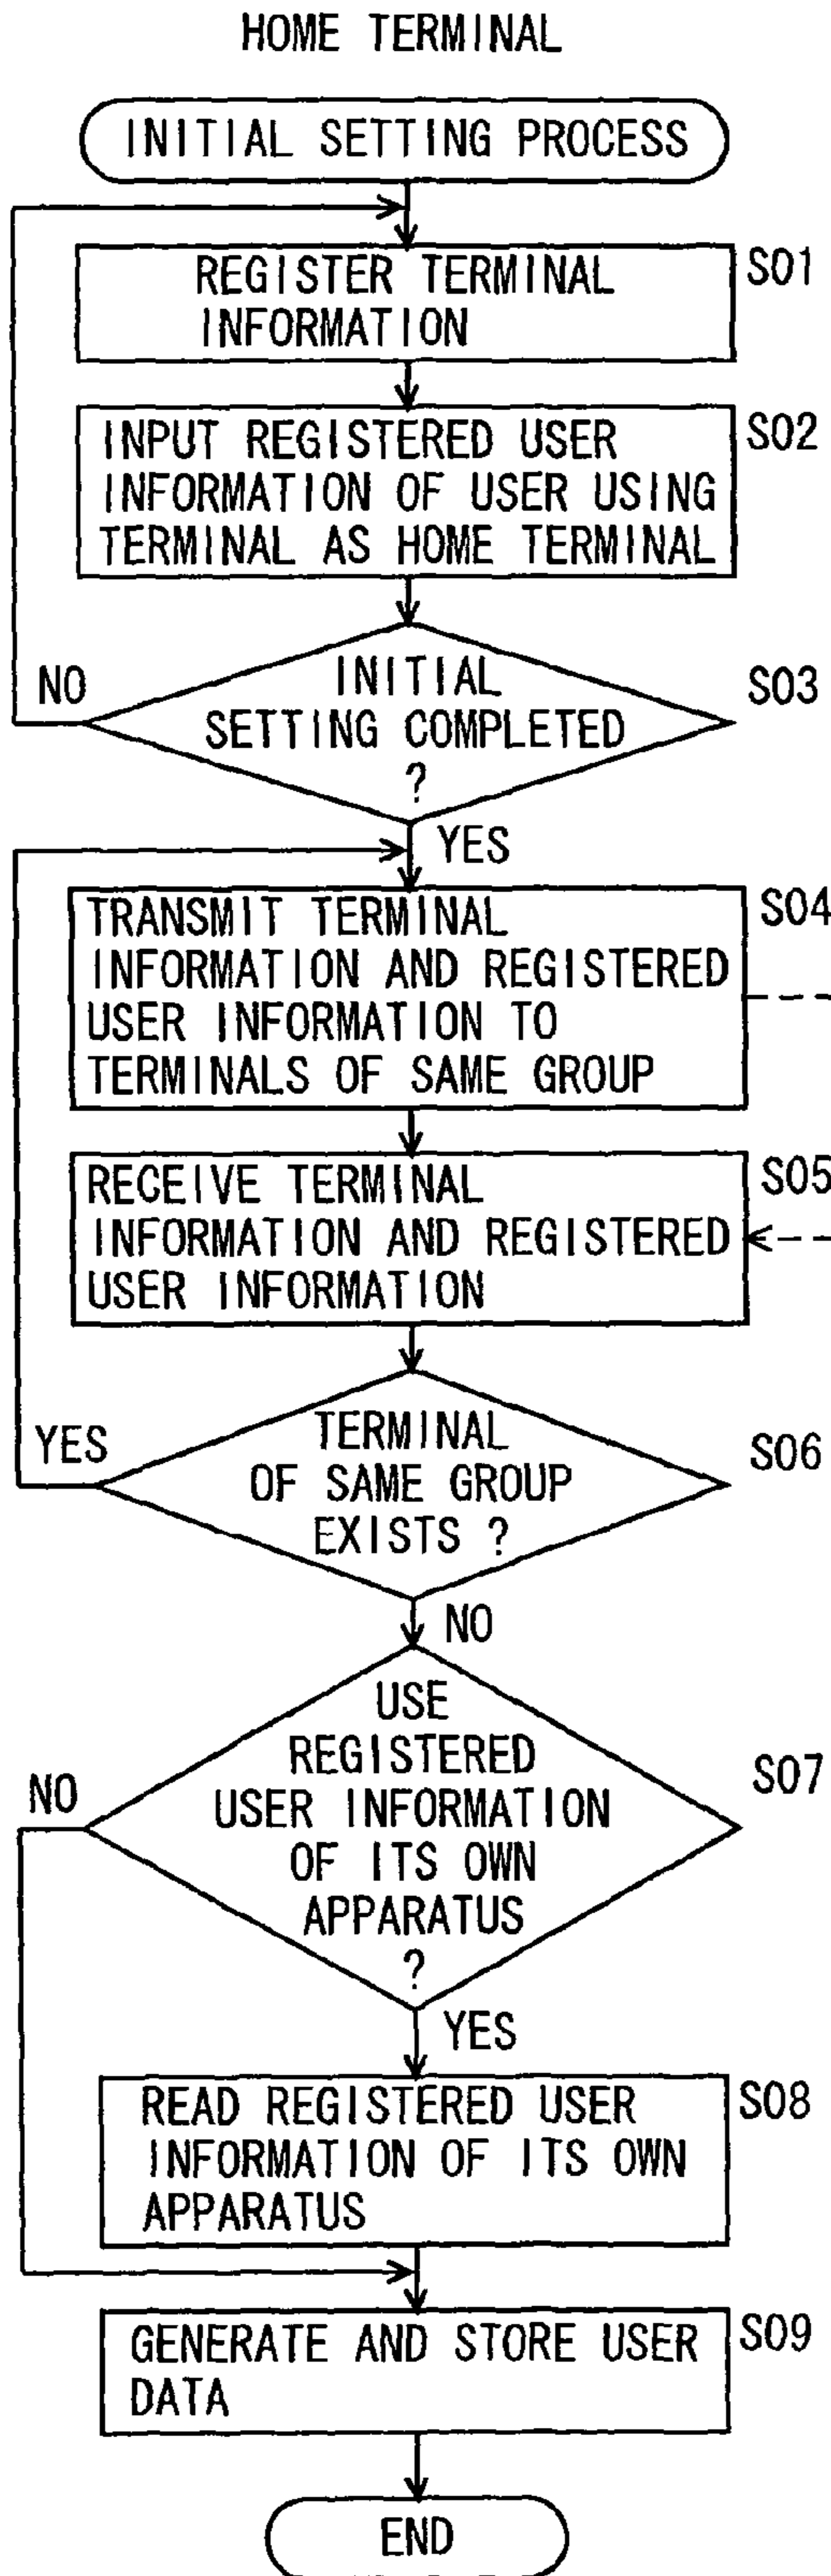 HOME TERMINAL
INITIAL SETTING PROCESS
REGISTER TERMINAL
INFORMATION
S01
INPUT REGISTERED USER
INFORMATION OF USER USING
TERMINAL AS HOME TERMINAL
S02
NO
INITIAL
SETTING COMPLETED
?
S03
YES
TRANSMIT TERMINAL
INFORMATION AND REGISTERED
USER INFORMATION TO
TERMINALS OF SAME GROUP
S04
RECEIVE TERMINAL
INFORMATION AND REGISTERED
USER INFORMATION
S05
YES
TERMINAL
OF SAME GROUP
EXISTS ?
S06
NO
USE
REGISTERED
USER INFORMATION
OF ITS OWN
APPARATUS
?
S07
NO
YES
READ REGISTERED USER
INFORMATION OF ITS OWN
APPARATUS
S08
GENERATE AND STORE USER
DATA
S09
END